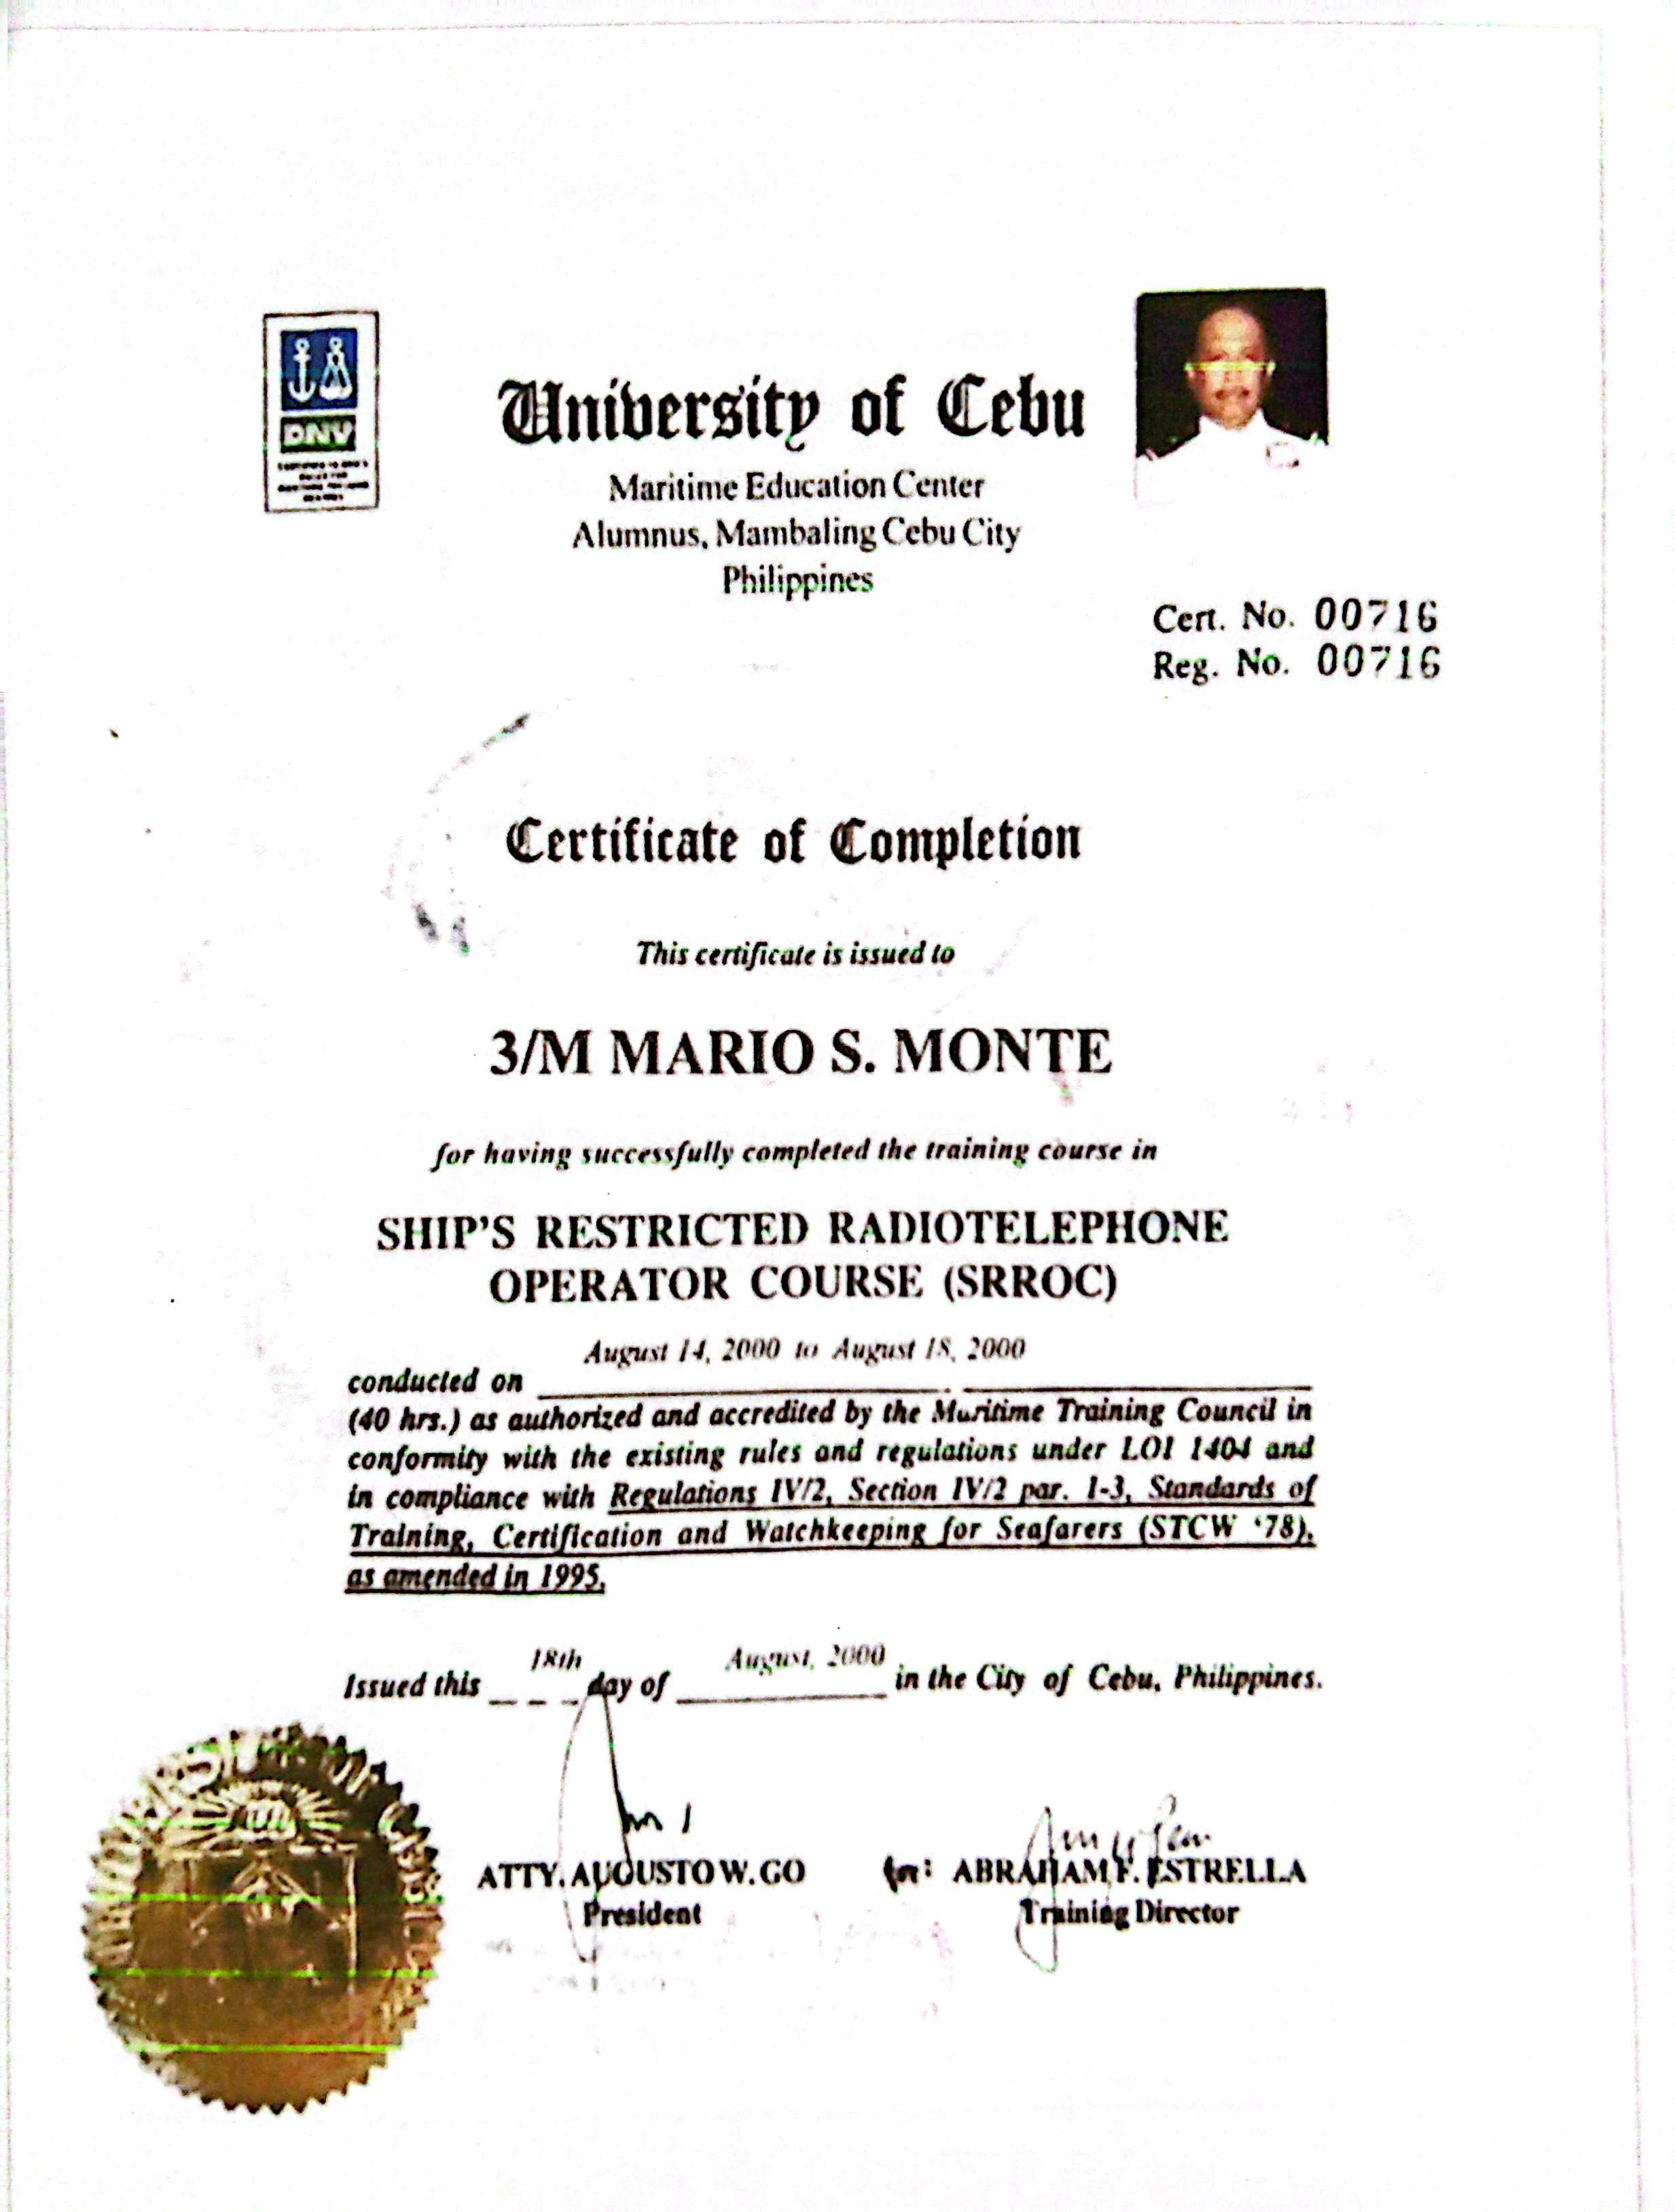 DNV
University of Cebu
Maritime Education Center
Alumnus, Mambaling Cebu City
Philippines
Cert. No. 00716
Reg. No. 00716
Certificate of Completion
This certificate is issued to
3/M MARIO S. MONTE
for having successfully completed the training course in
SHIP'S RESTRICTED RADIOTELEPHONE
OPERATOR COURSE (SRROC)
August 14, 2000 to August 18, 2000
conducted on
(40 hrs.) as authorized and accredited by the Maritime Training Council in
conformity with the existing rules and regulations under LOI 1404 and
in compliance with Regulations IV/2, Section IV/2 par. 1-3, Standards of
Training, Certification and Watchkeeping for Seafarers (STCW '78),
as amended in 1995.
Issued this 18th day of August, 2000 in the City of Cebu, Philippines.
ATTY. AUGUSTO W. GO
President
for: ABRAHAM F. ESTRELLA
Training Director